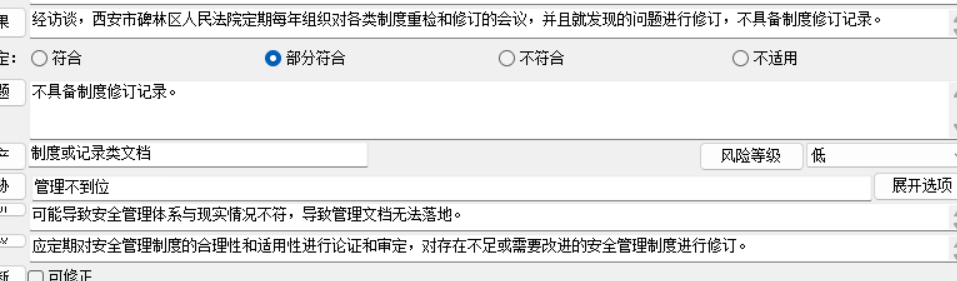 果 经访谈，西安市碑林区人民法院定期每年组织对各类制度重检和修订的会议，并且就发现的问题进行修订，不具备制度修订记录。
定： 符合 部分符合 不符合 不适用
题 不具备制度修订记录。
制度或记录类文档 风险等级 低
胁 管理不到位 展开选项
可能导致安全管理体系与现实情况不符，导致管理文档无法落地。
应定期对安全管理制度的合理性和适用性进行论证和审定，对存在不足或需要改进的安全管理制度进行修订。
可修正